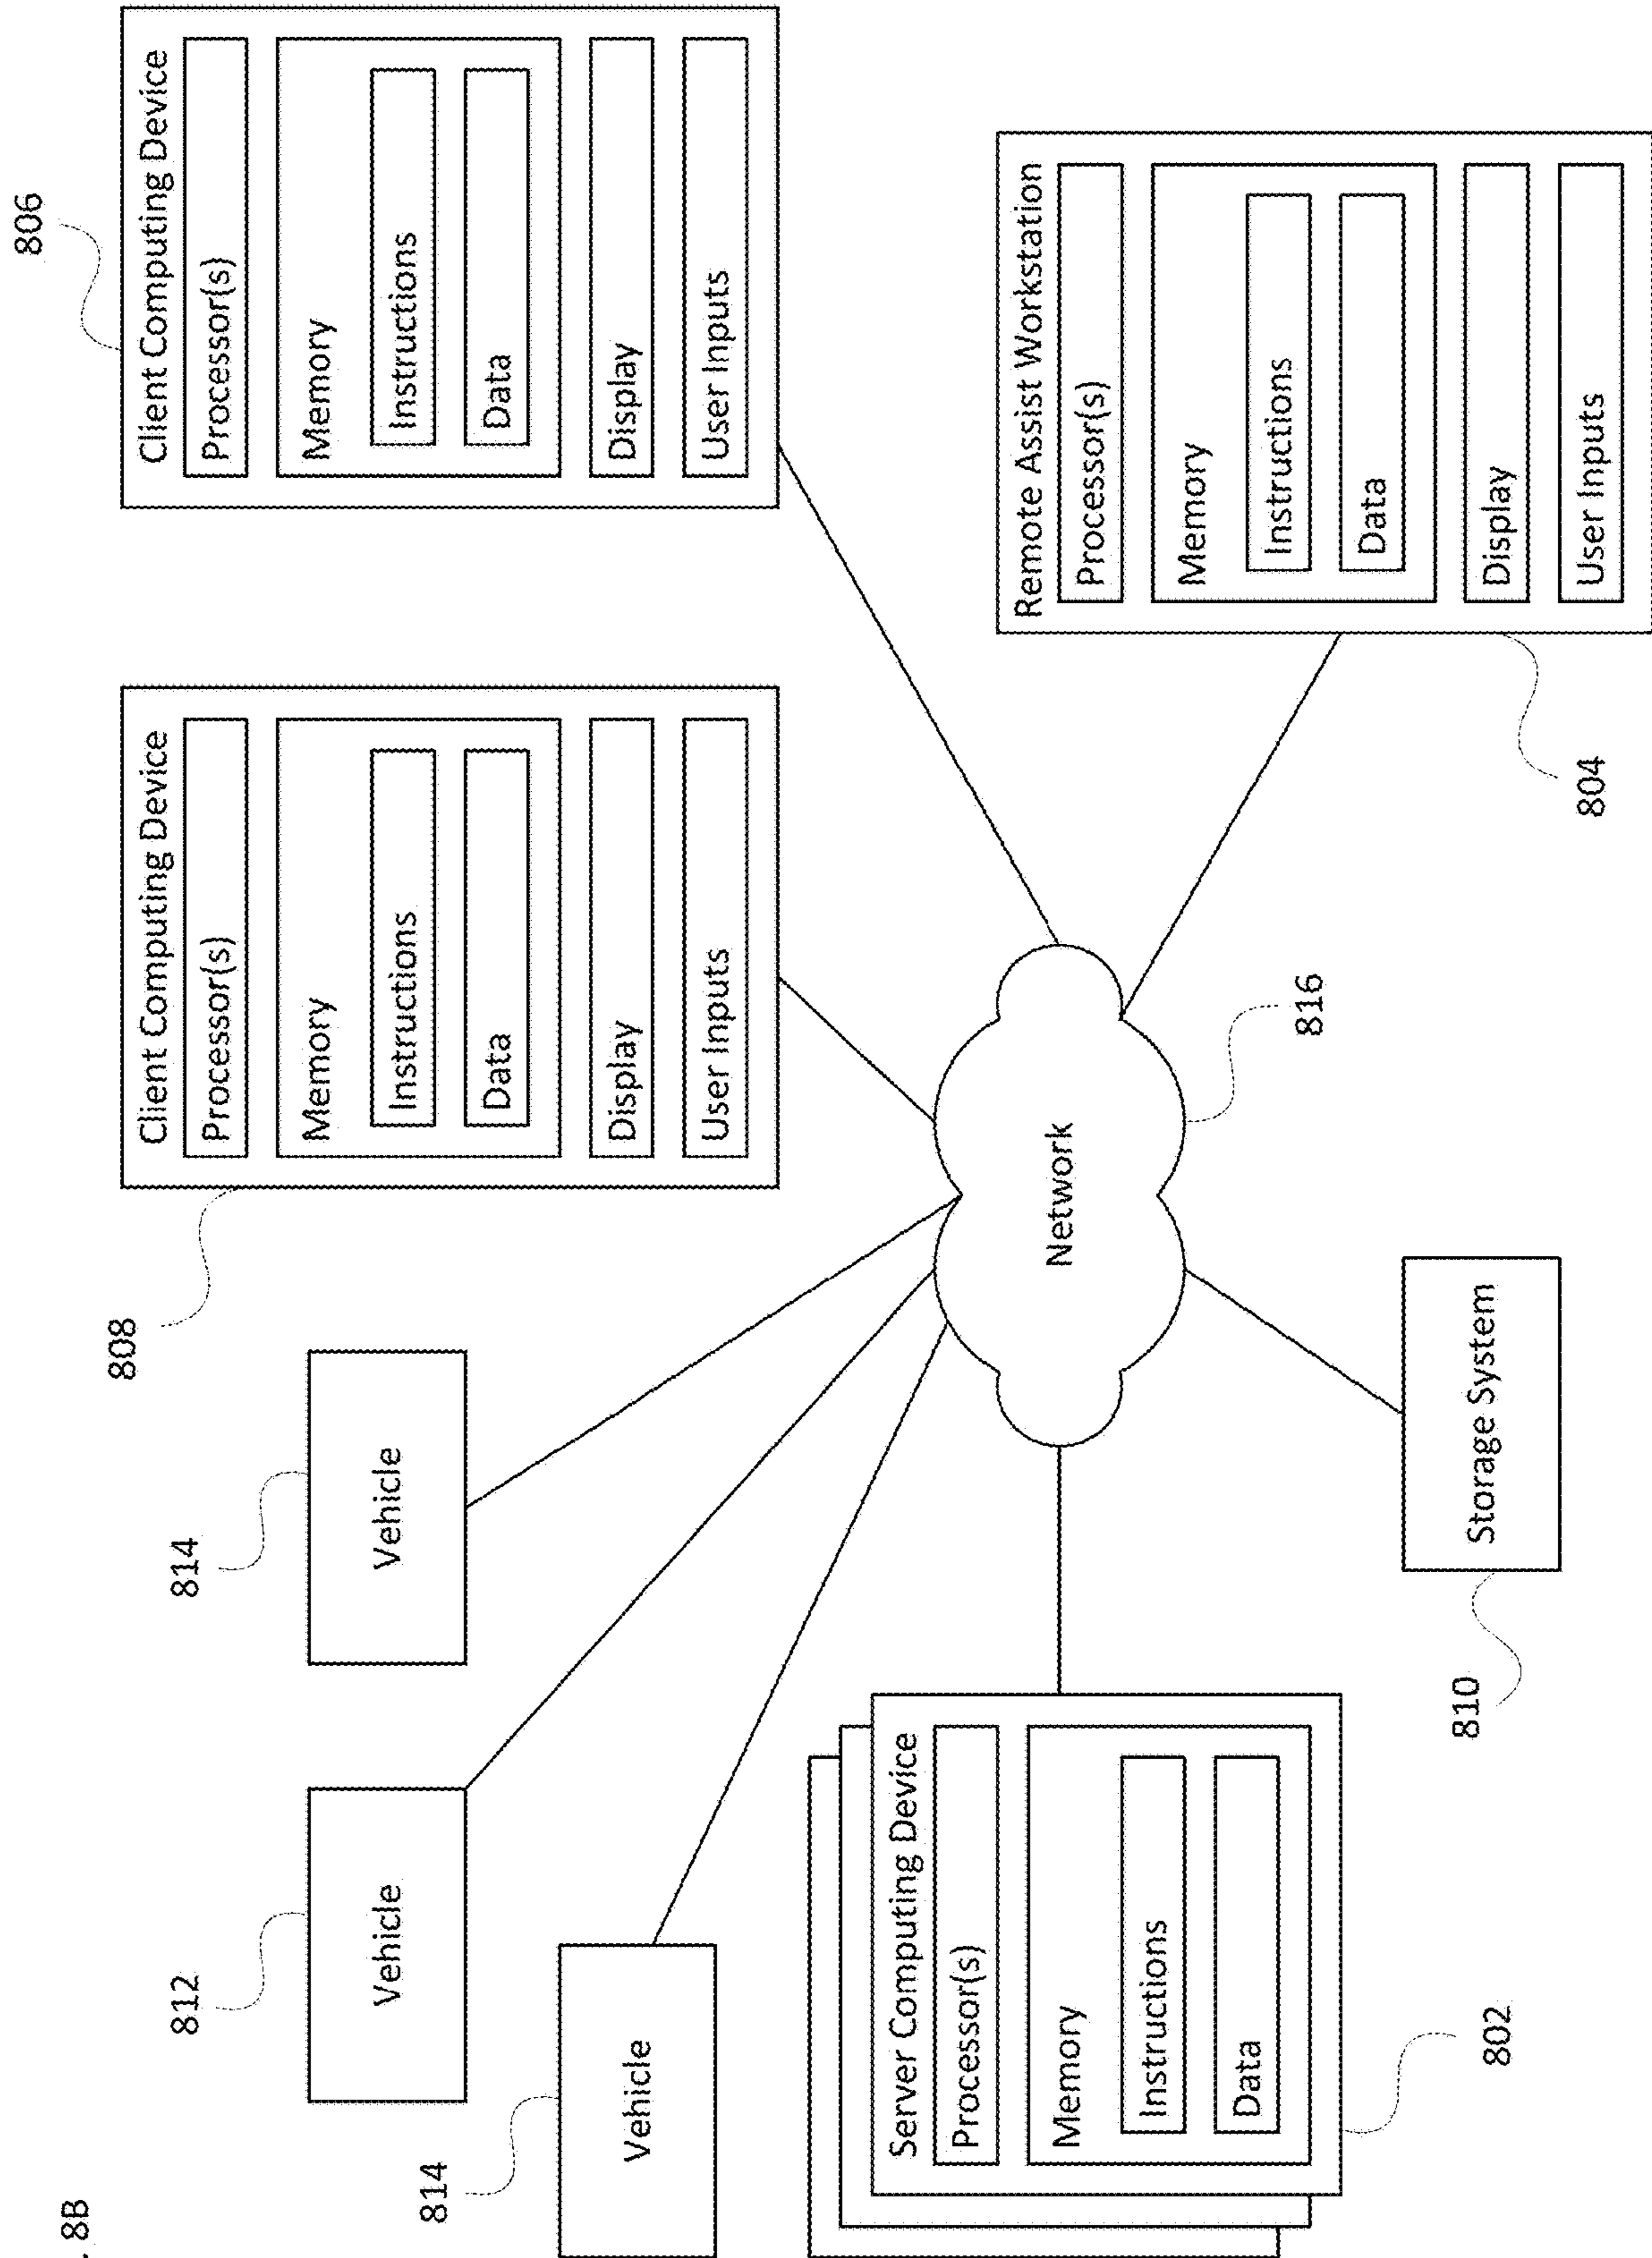 , 8B
814
Vehicle
812
Vehicle
814
Vehicle
808
Client Computing Device
Processor(s)
Memory
Instructions
Data
Display
User Inputs
806
Client Computing Device
Processor(s)
Memory
Instructions
Data
Display
User Inputs
Server Computing Device
Processor(s)
Memory
Instructions
Data
802
Network
816
Storage System
810
Remote Assist Workstation
Processor(s)
Memory
Instructions
Data
Display
User Inputs
804